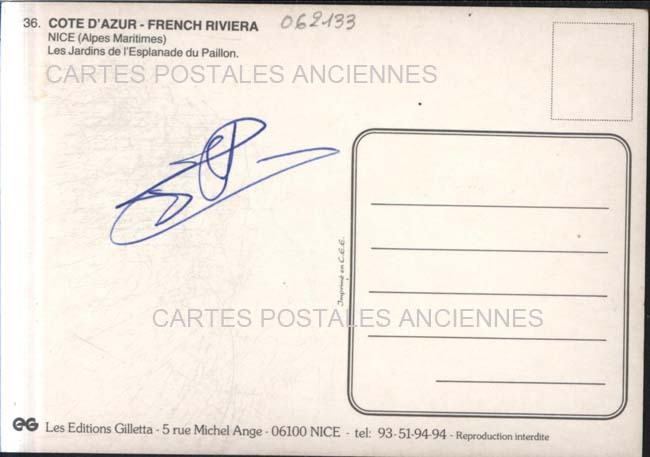 36. COTE D'AZUR - FRENCH RIVIERA 062133
NICE (Alpes Maritimes)
Les Jardins de l'Esplanade du Paillon.
CARTES POSTALES ANCIENNES
Imprimé en C.E.E.
CARTES POSTALES ANCIENNES
EG Les Editions Gilletta - 5 rue Michel Ange - 06100 NICE - tel: 93-51-94-94 - Reproduction interdite